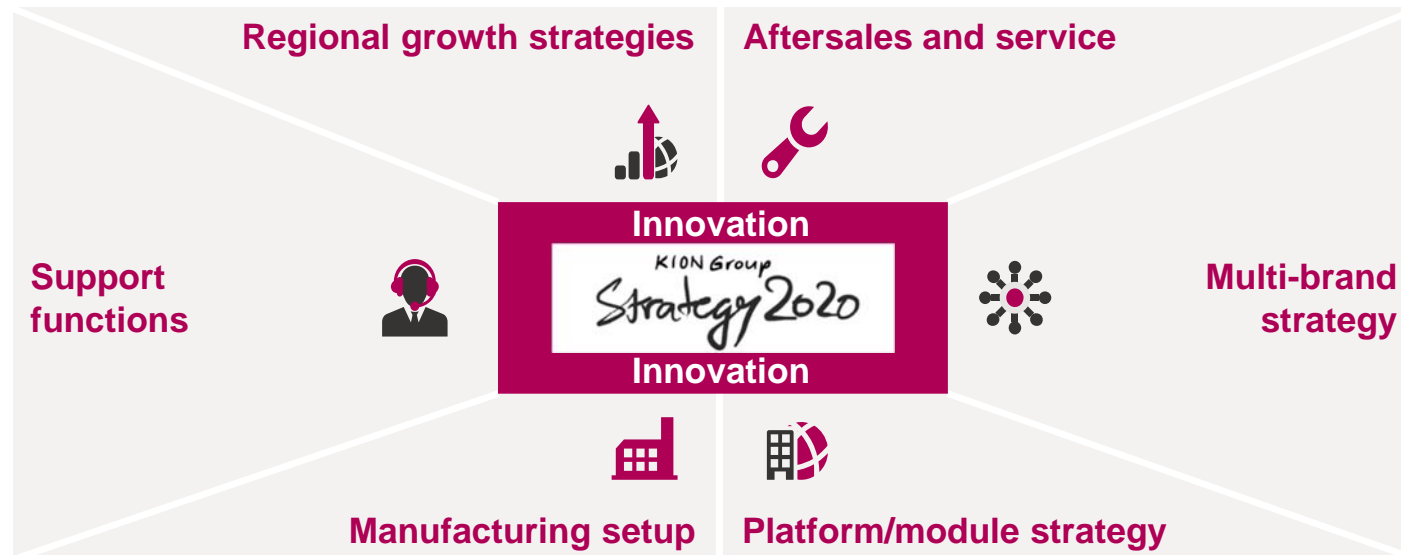 Regional growth strategies
Aftersales and service
Innovation
KION Group
Strategy 2020
Innovation
Support
functions
Multi-brand
strategy
Manufacturing setup
Platform/module strategy